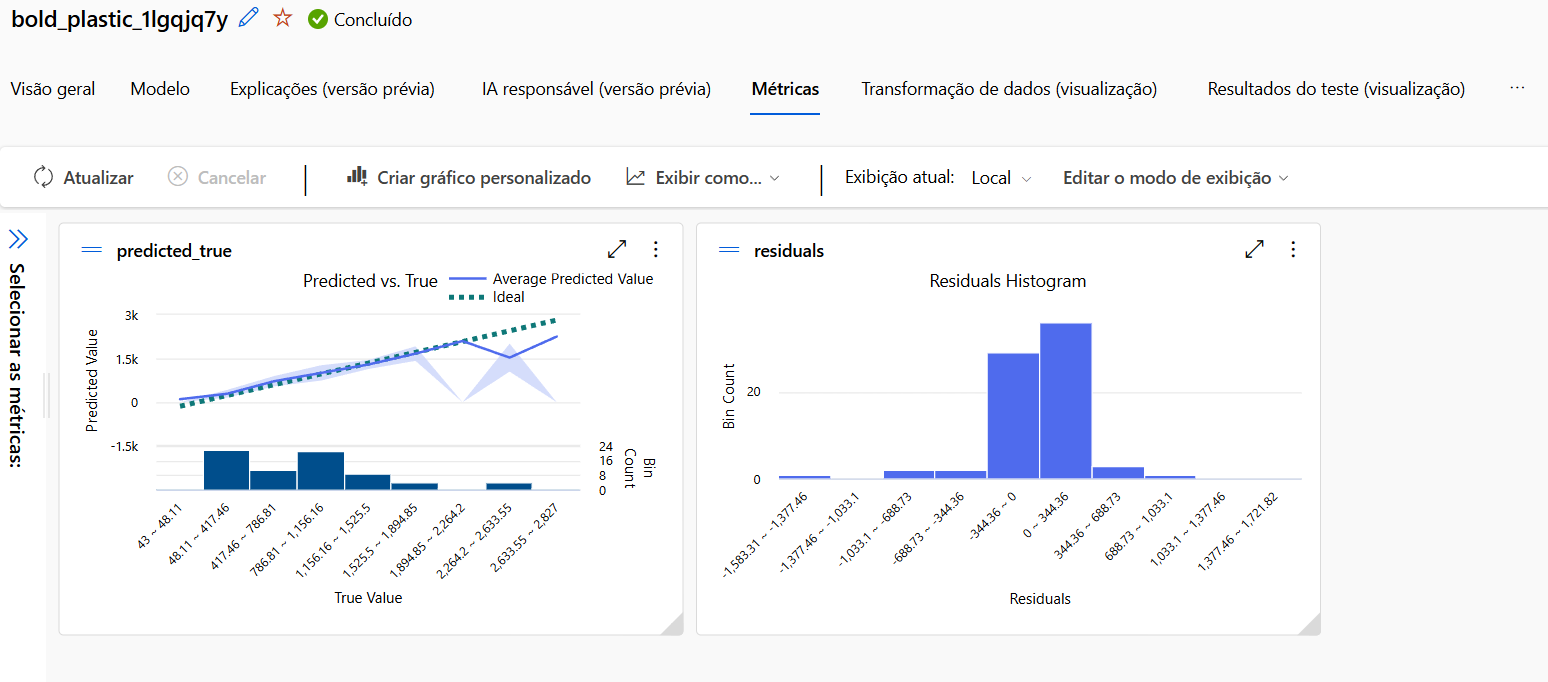 bold_plastic_1lgqjq7y Concluído
Visão geral Modelo Explicações (versão prévia) IA responsável (versão prévia) Métricas Transformação de dados (visualização) Resultados do teste (visualização) ...
Atualizar Cancelar Criar gráfico personalizado Exibir como... Exibição atual: Local Editar o modo de exibição
Selecionar as métricas:
predicted_true
Predicted vs. True
Average Predicted Value
Ideal
Predicted Value
3k
1.5k
0
-1.5k
24
16
8
0
Bin
Count
43 ~ 48.11
48.11 ~ 417.46
417.46 ~ 786.81
786.81 ~ 1,156.16
1,156.16 ~ 1,525.5
1,525.5 ~ 1,894.85
1,894.85 ~ 2,264.2
2,264.2 ~ 2,633.55
2,633.55 ~ 2,827
True Value
residuals
Residuals Histogram
Bin Count
20
0
-1,583.31 ~ -1,377.46
-1,377.46 ~ -1,033.1
-1,033.1 ~ -688.73
-688.73 ~ -344.36
-344.36 ~ 0
0 ~ 344.36
344.36 ~ 688.73
688.73 ~ 1,033.1
1,033.1 ~ 1,377.46
1,377.46 ~ 1,721.82
Residuals